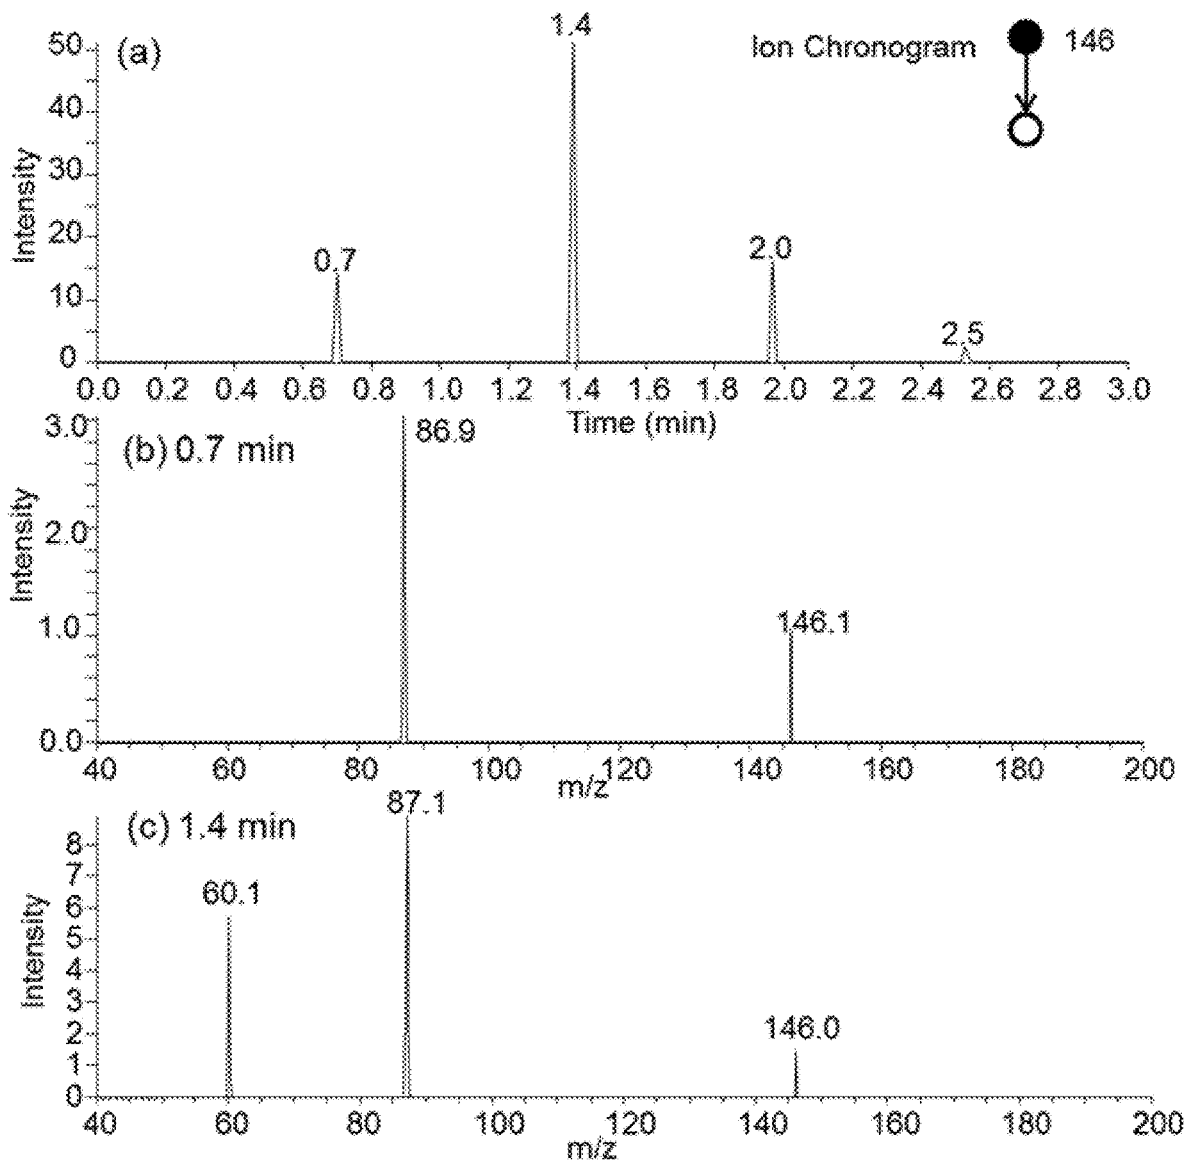 (a)
Ion Chronogram
146
50
40
30
20
10
0
Intensity
0.7
1.4
2.0
2.5
0.0 0.2 0.4 0.6 0.8 1.0 1.2 1.4 1.6 1.8 2.0 2.2 2.4 2.6 2.8 3.0
Time (min)
(b) 0.7 min
3.0
2.0
1.0
0.0
Intensity
86.9
146.1
40 60 80 100 120 140 160 180 200
m/z
(c) 1.4 min
8
7
6
5
4
3
2
1
0
Intensity
60.1
87.1
146.0
40 60 80 100 120 140 160 180 200
m/z